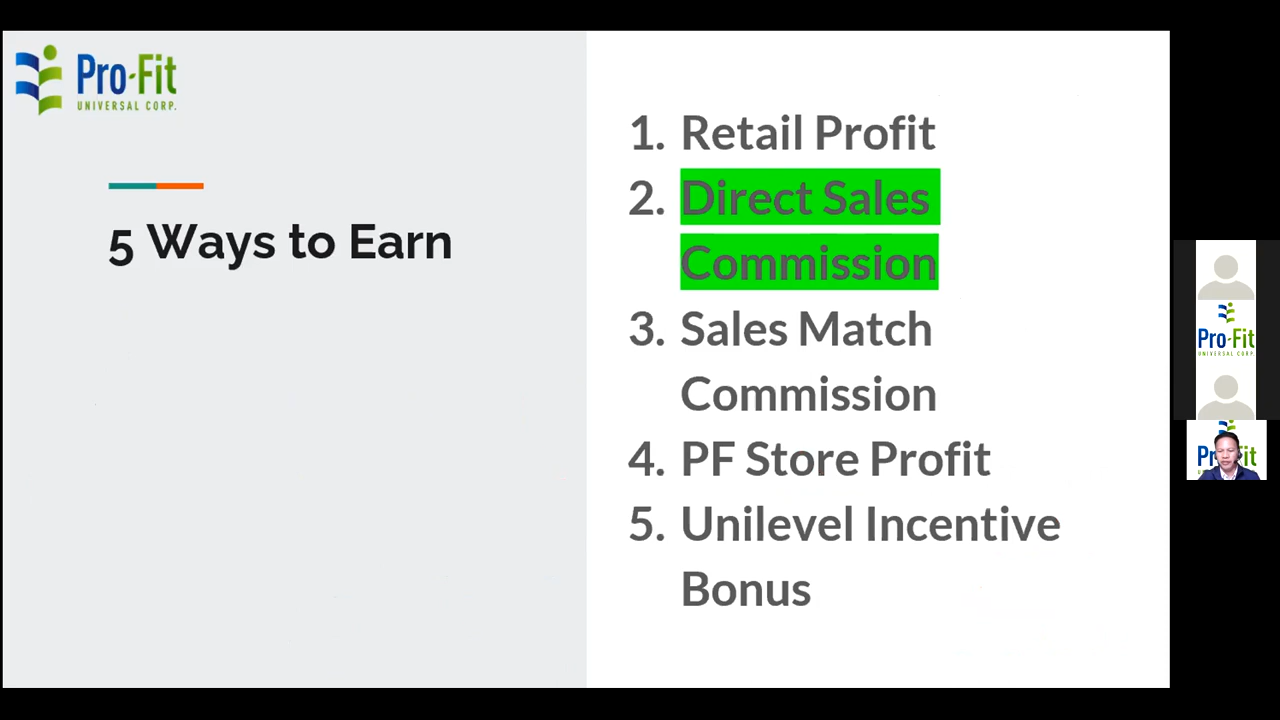 Pro-Fit
UNIVERSAL CORP.
5 Ways to Earn
1. Retail Profit
2. Direct Sales
Commission
3. Sales Match
Commission
4. PF Store Profit
5. Unilevel Incentive
Bonus
Pro-Fit
UNIVERSAL CORP.